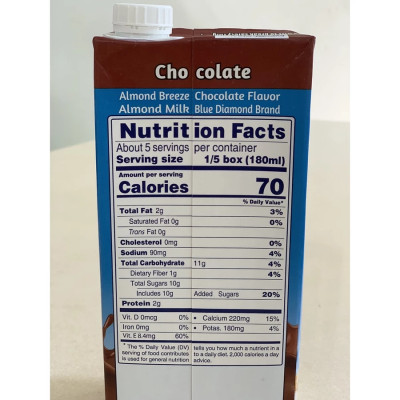 Chocolate
Almond Breeze Chocolate Flavor
Almond Milk Blue Diamond Brand
Nutrition Facts
About 5 servings per container
Serving size 1/5 box (180ml)
Amount per serving
Calories 70
% Daily Value*
Total Fat 2g 3%
Saturated Fat 0g 0%
Trans Fat 0g
Cholesterol 0mg 0%
Sodium 90mg 4%
Total Carbohydrate 11g 4%
Dietary Fiber 1g 4%
Total Sugars 10g
Includes 10g Added Sugars 20%
Protein 2g
Vit. D 0mcg 0% • Calcium 220mg 15%
Iron 0mg 0% • Potas. 180mg 4%
Vit. E 8.4mg 60%
* The % Daily Value (DV) tells you how much a nutrient in a
serving of food contributes to a daily diet. 2,000 calories a day
is used for general nutrition advice.